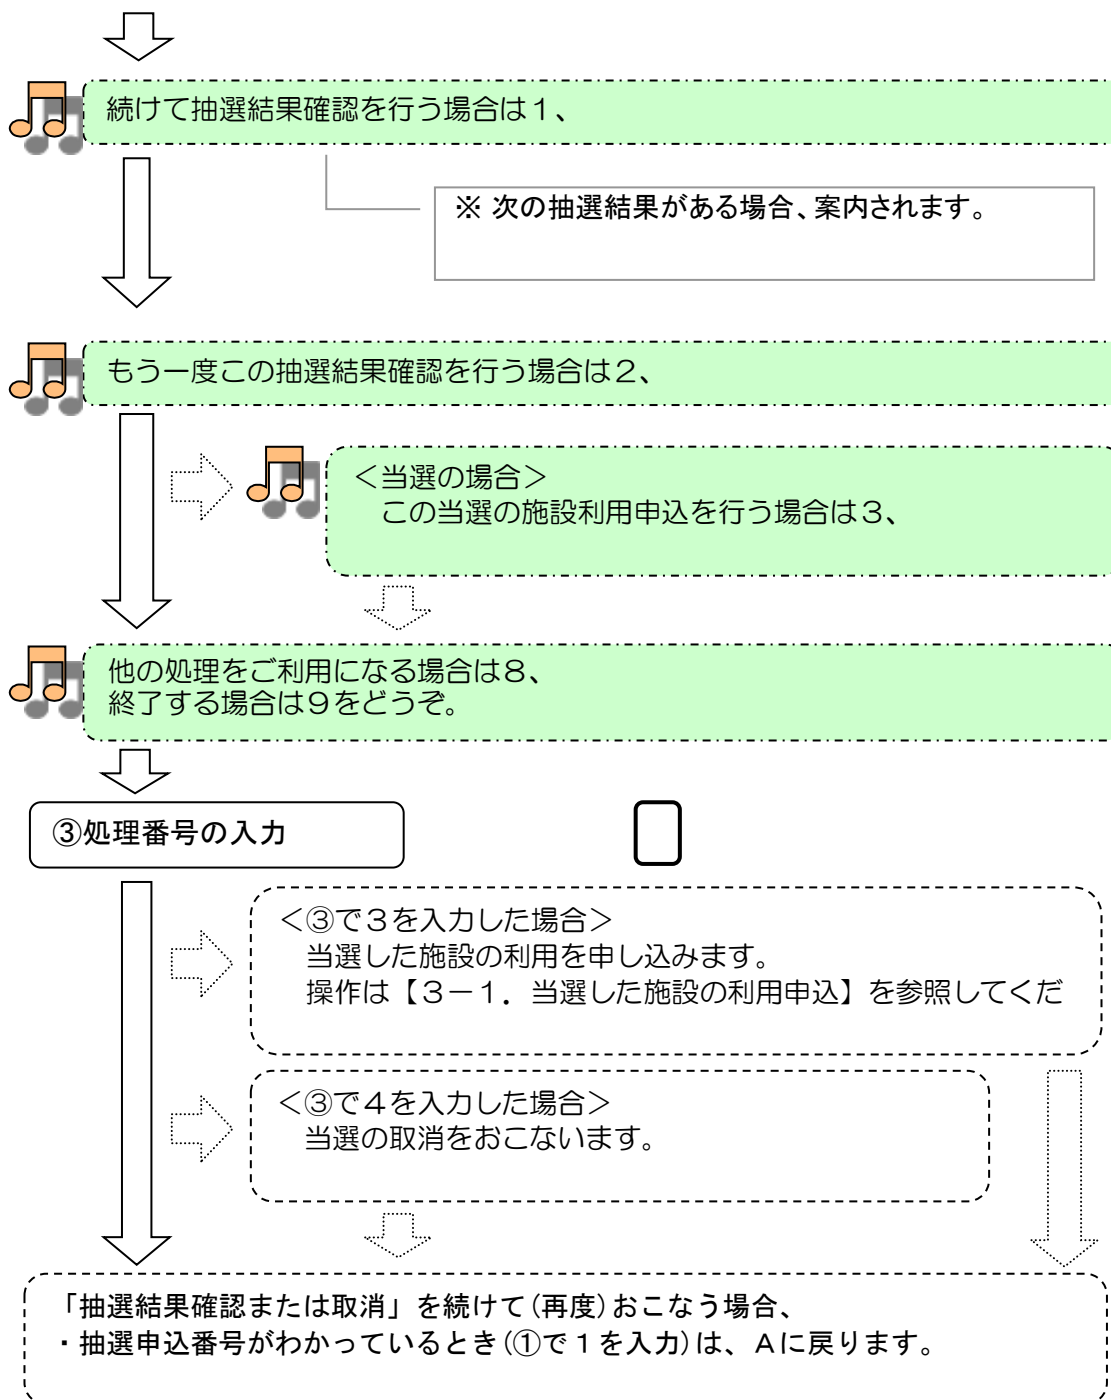 続けて抽選結果確認を行う場合は１、
※ 次の抽選結果がある場合、案内されます。
もう一度この抽選結果確認を行う場合は２、
＜当選の場合＞
この当選の施設利用申込を行う場合は３、
他の処理をご利用になる場合は８、
終了する場合は９をどうぞ。
③処理番号の入力
＜③で３を入力した場合＞
当選した施設の利用を申し込みます。
操作は【３－１．当選した施設の利用申込】を参照してくだ
＜③で４を入力した場合＞
当選の取消をおこないます。
「抽選結果確認または取消」を続けて(再度)おこなう場合、
・抽選申込番号がわかっているとき(①で１を入力)は、Ａに戻ります。